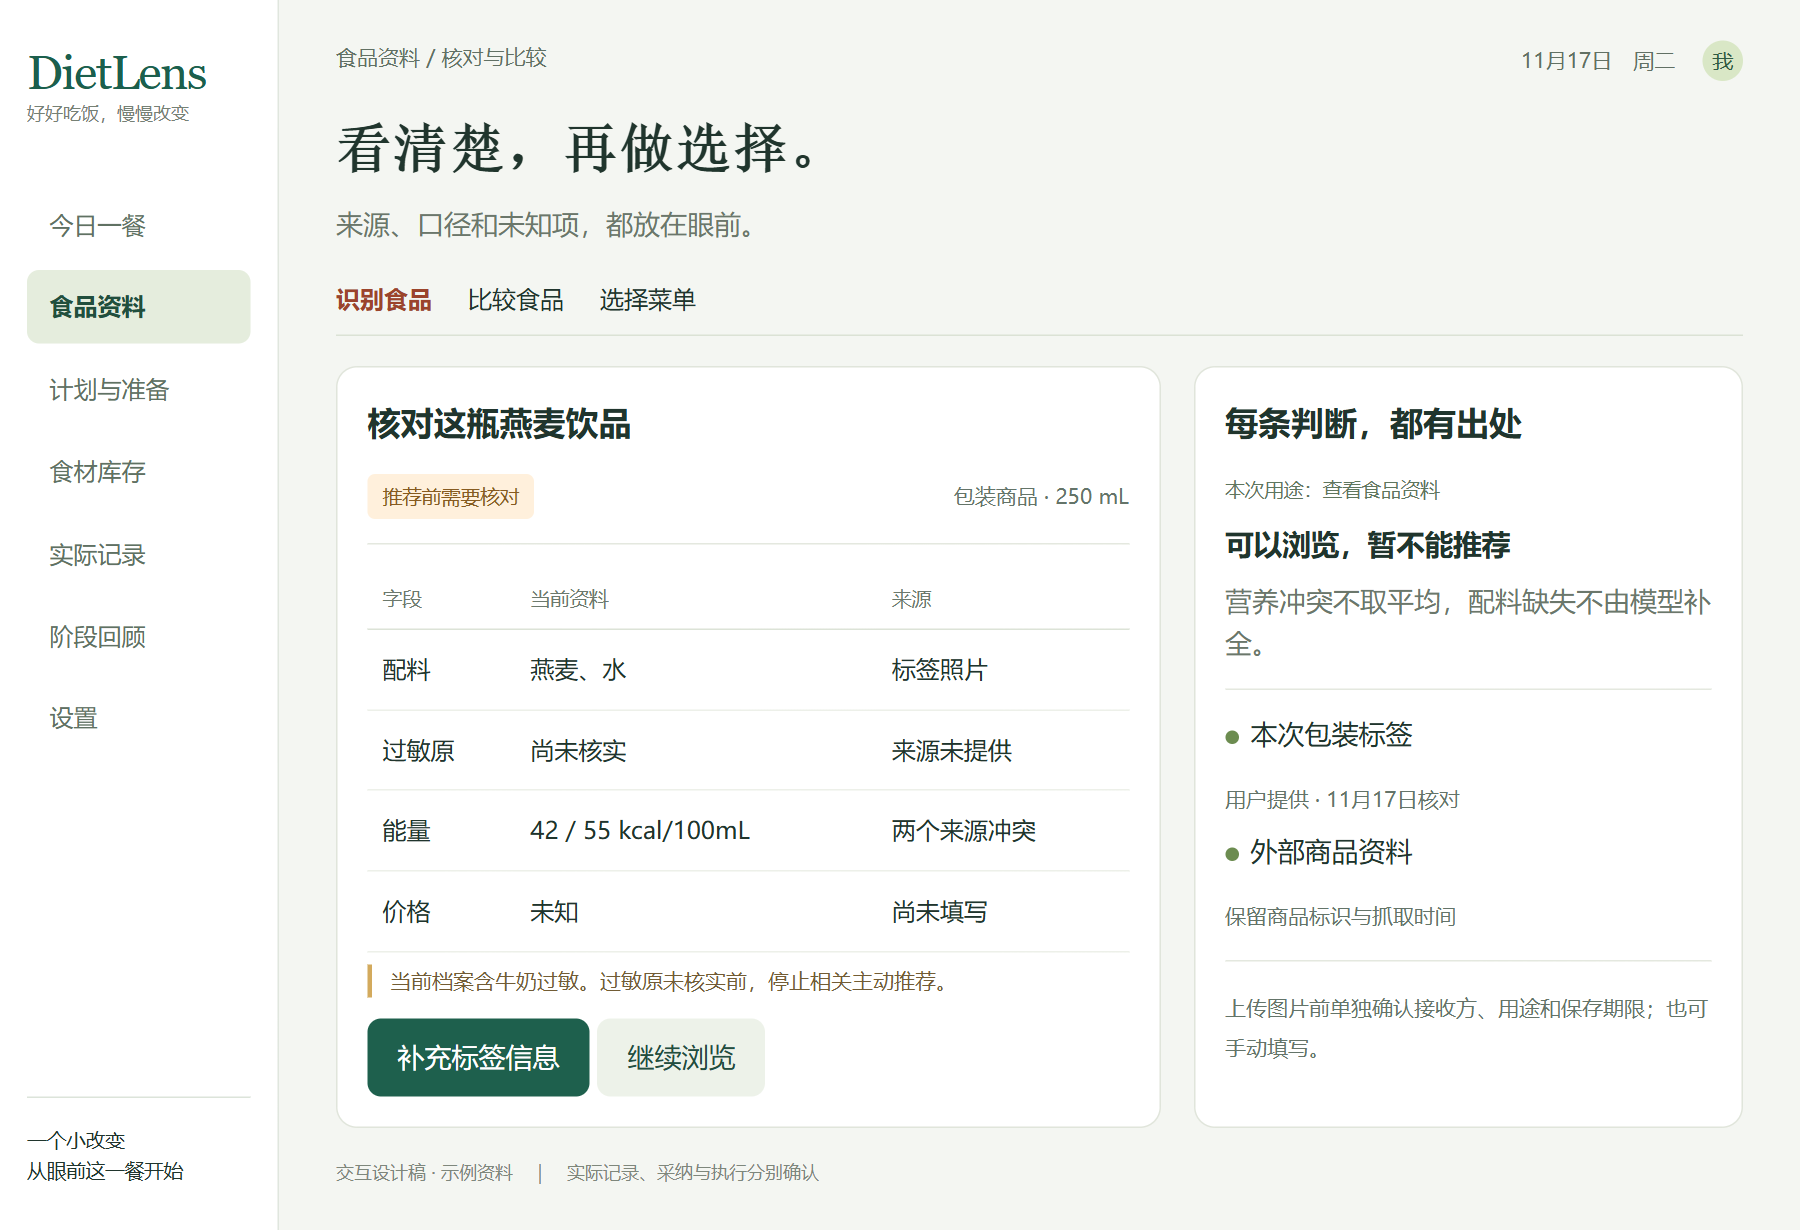 DietLens
好好吃饭，慢慢改变
今日一餐
食品资料
计划与准备
食材库存
实际记录
阶段回顾
设置
一个小改变
从眼前这一餐开始
食品资料 / 核对与比较
11月17日 周二 我
看清楚，再做选择。
来源、口径和未知项，都放在眼前。
识别食品 比较食品 选择菜单
核对这瓶燕麦饮品
推荐前需要核对 包装商品 · 250 mL
字段 当前资料 来源
配料 燕麦、水 标签照片
过敏原 尚未核实 来源未提供
能量 42 / 55 kcal/100mL 两个来源冲突
价格 未知 尚未填写
当前档案含牛奶过敏。过敏原未核实前，停止相关主动推荐。
补充标签信息 继续浏览
每条判断，都有出处
本次用途：查看食品资料
可以浏览，暂不能推荐
营养冲突不取平均，配料缺失不由模型补
全。
本次包装标签
用户提供 · 11月17日核对
外部商品资料
保留商品标识与抓取时间
上传图片前单独确认接收方、用途和保存期限；也可
手动填写。
交互设计稿 · 示例资料 | 实际记录、采纳与执行分别确认